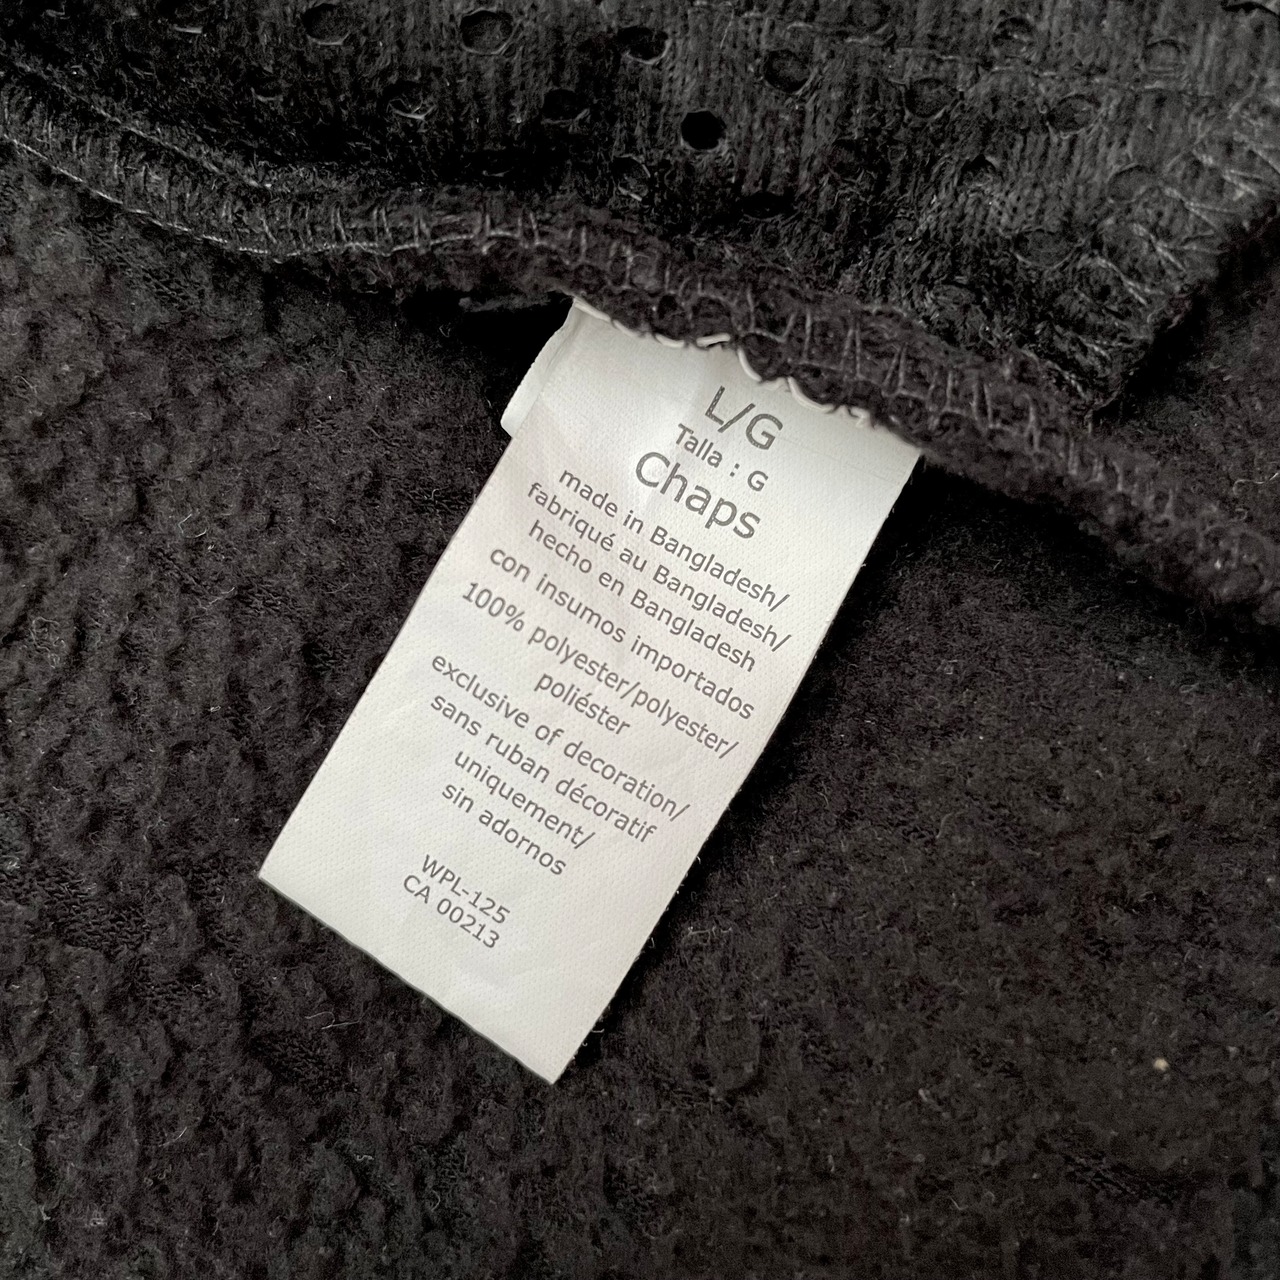 L/G
Talla : G
Chaps
made in Bangladesh/
fabriqué au Bangladesh/
hecho en Bangladesh
con insumos importados
100% polyester/polyester/
poliéster
exclusive of decoration/
sans ruban décoratif
uniquement/
sin adornos
WPL-125
CA 00213